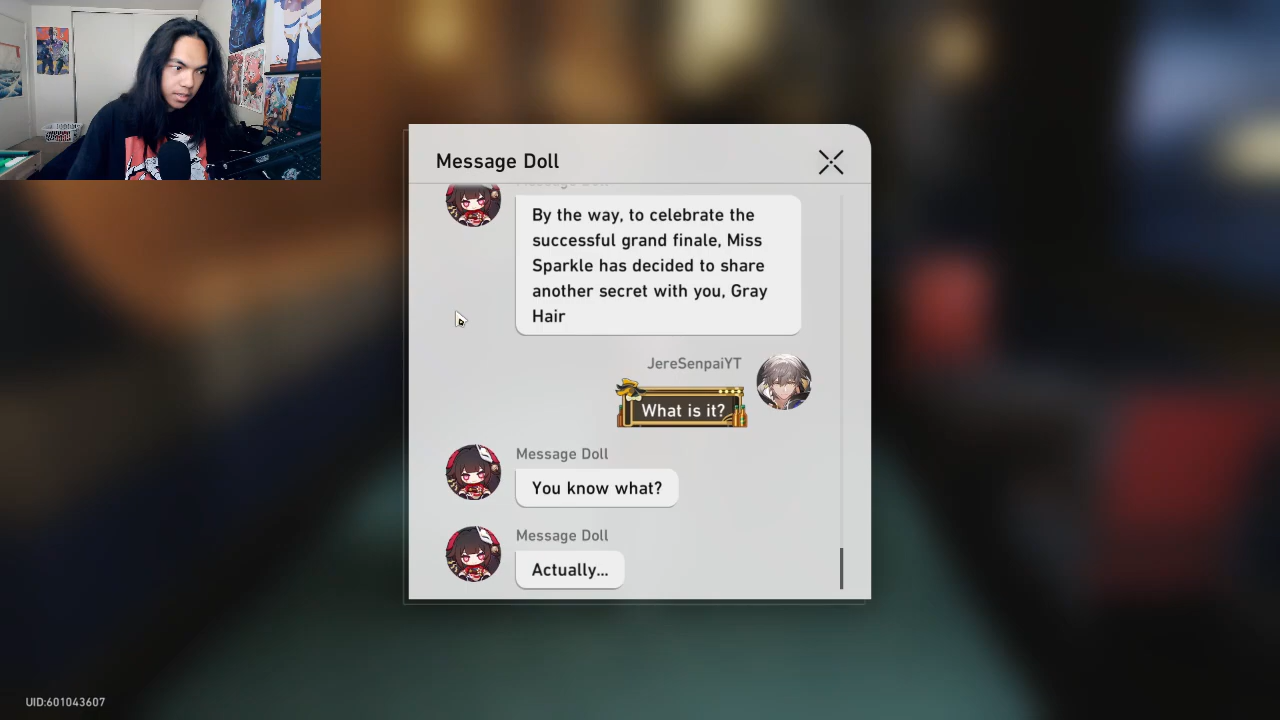 Message Doll
By the way, to celebrate the
successful grand finale, Miss
Sparkle has decided to share
another secret with you, Gray
Hair
JereSenpaiYT
What is it?
Message Doll
You know what?
Message Doll
Actually...
UID:601043607